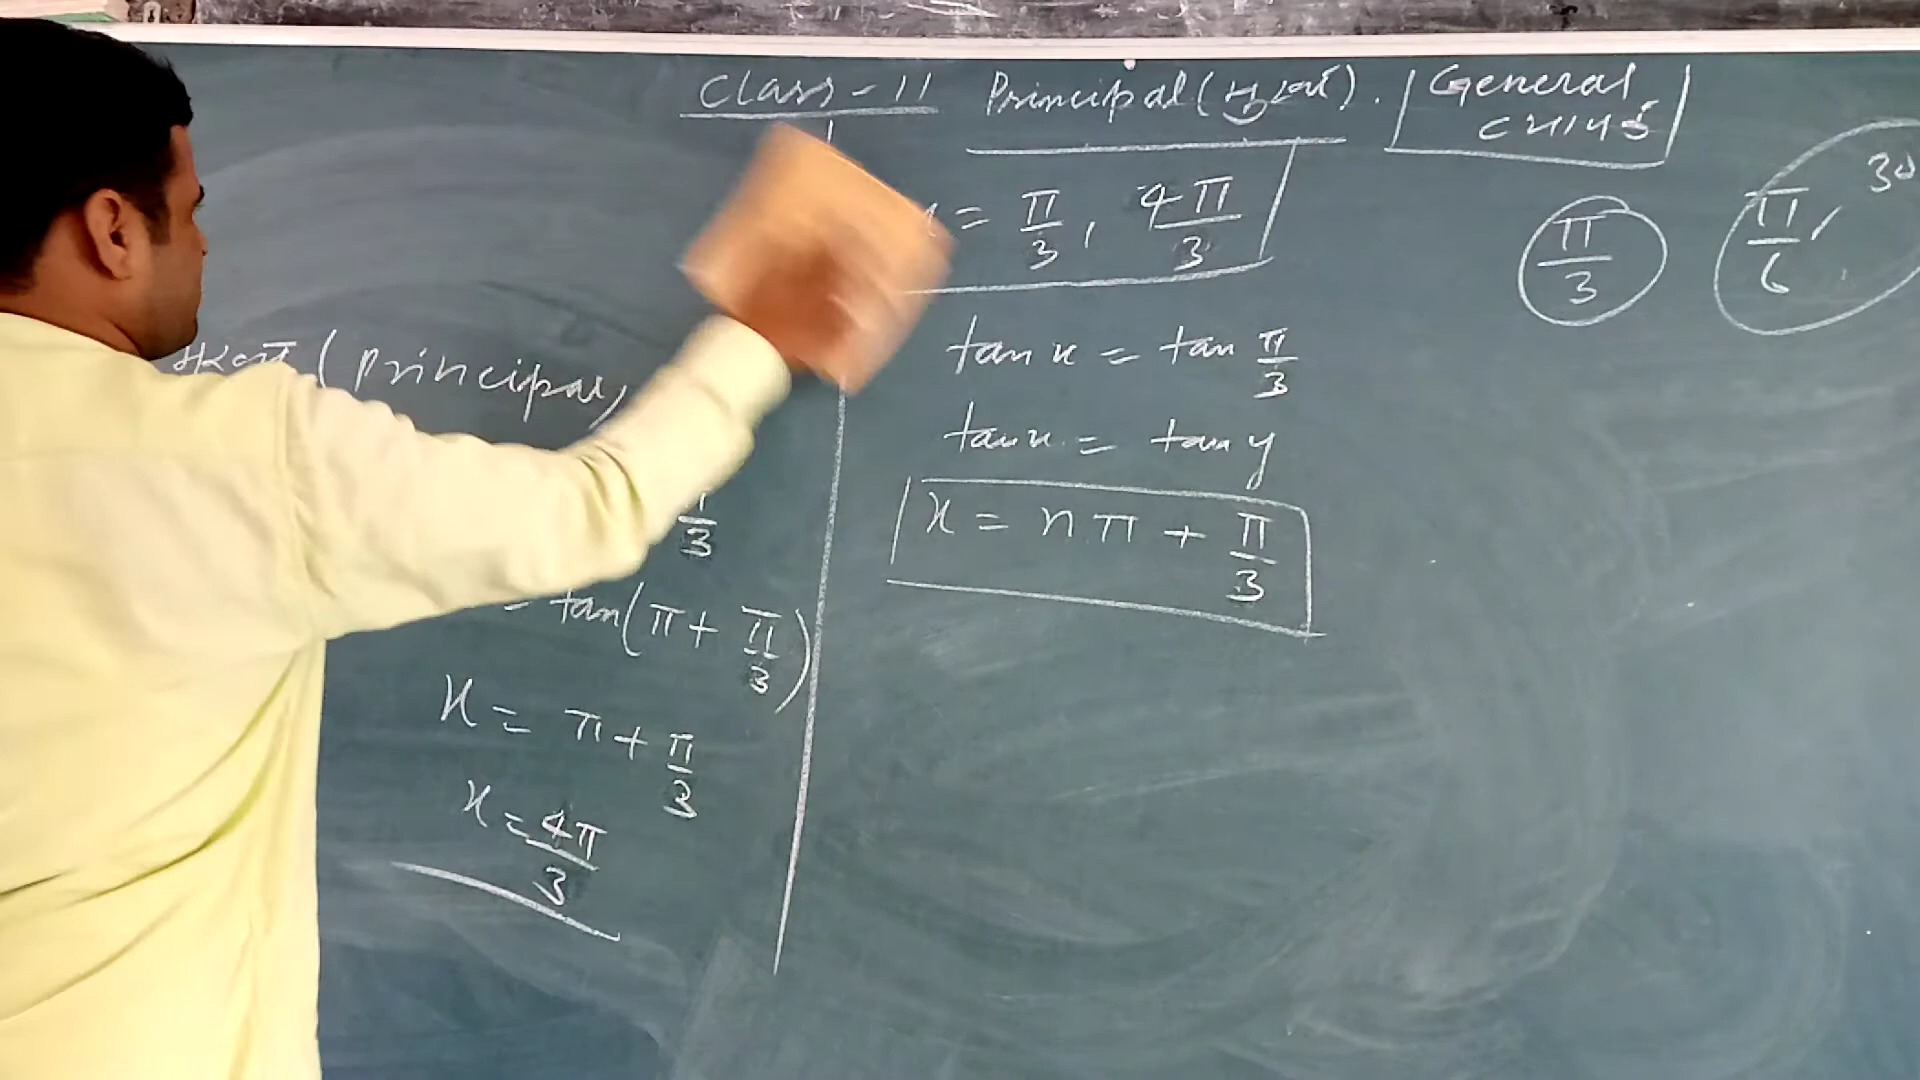 Class-11 Principal (मुख्य). General
व्यापक
x = π/3, 4π/3
π/3
π/6, 30
(Principal)
π/3
= tan(π + π/3)
x = π + π/3
x = 4π/3
tan x = tan π/3
tan x = tan y
x = nπ + π/3